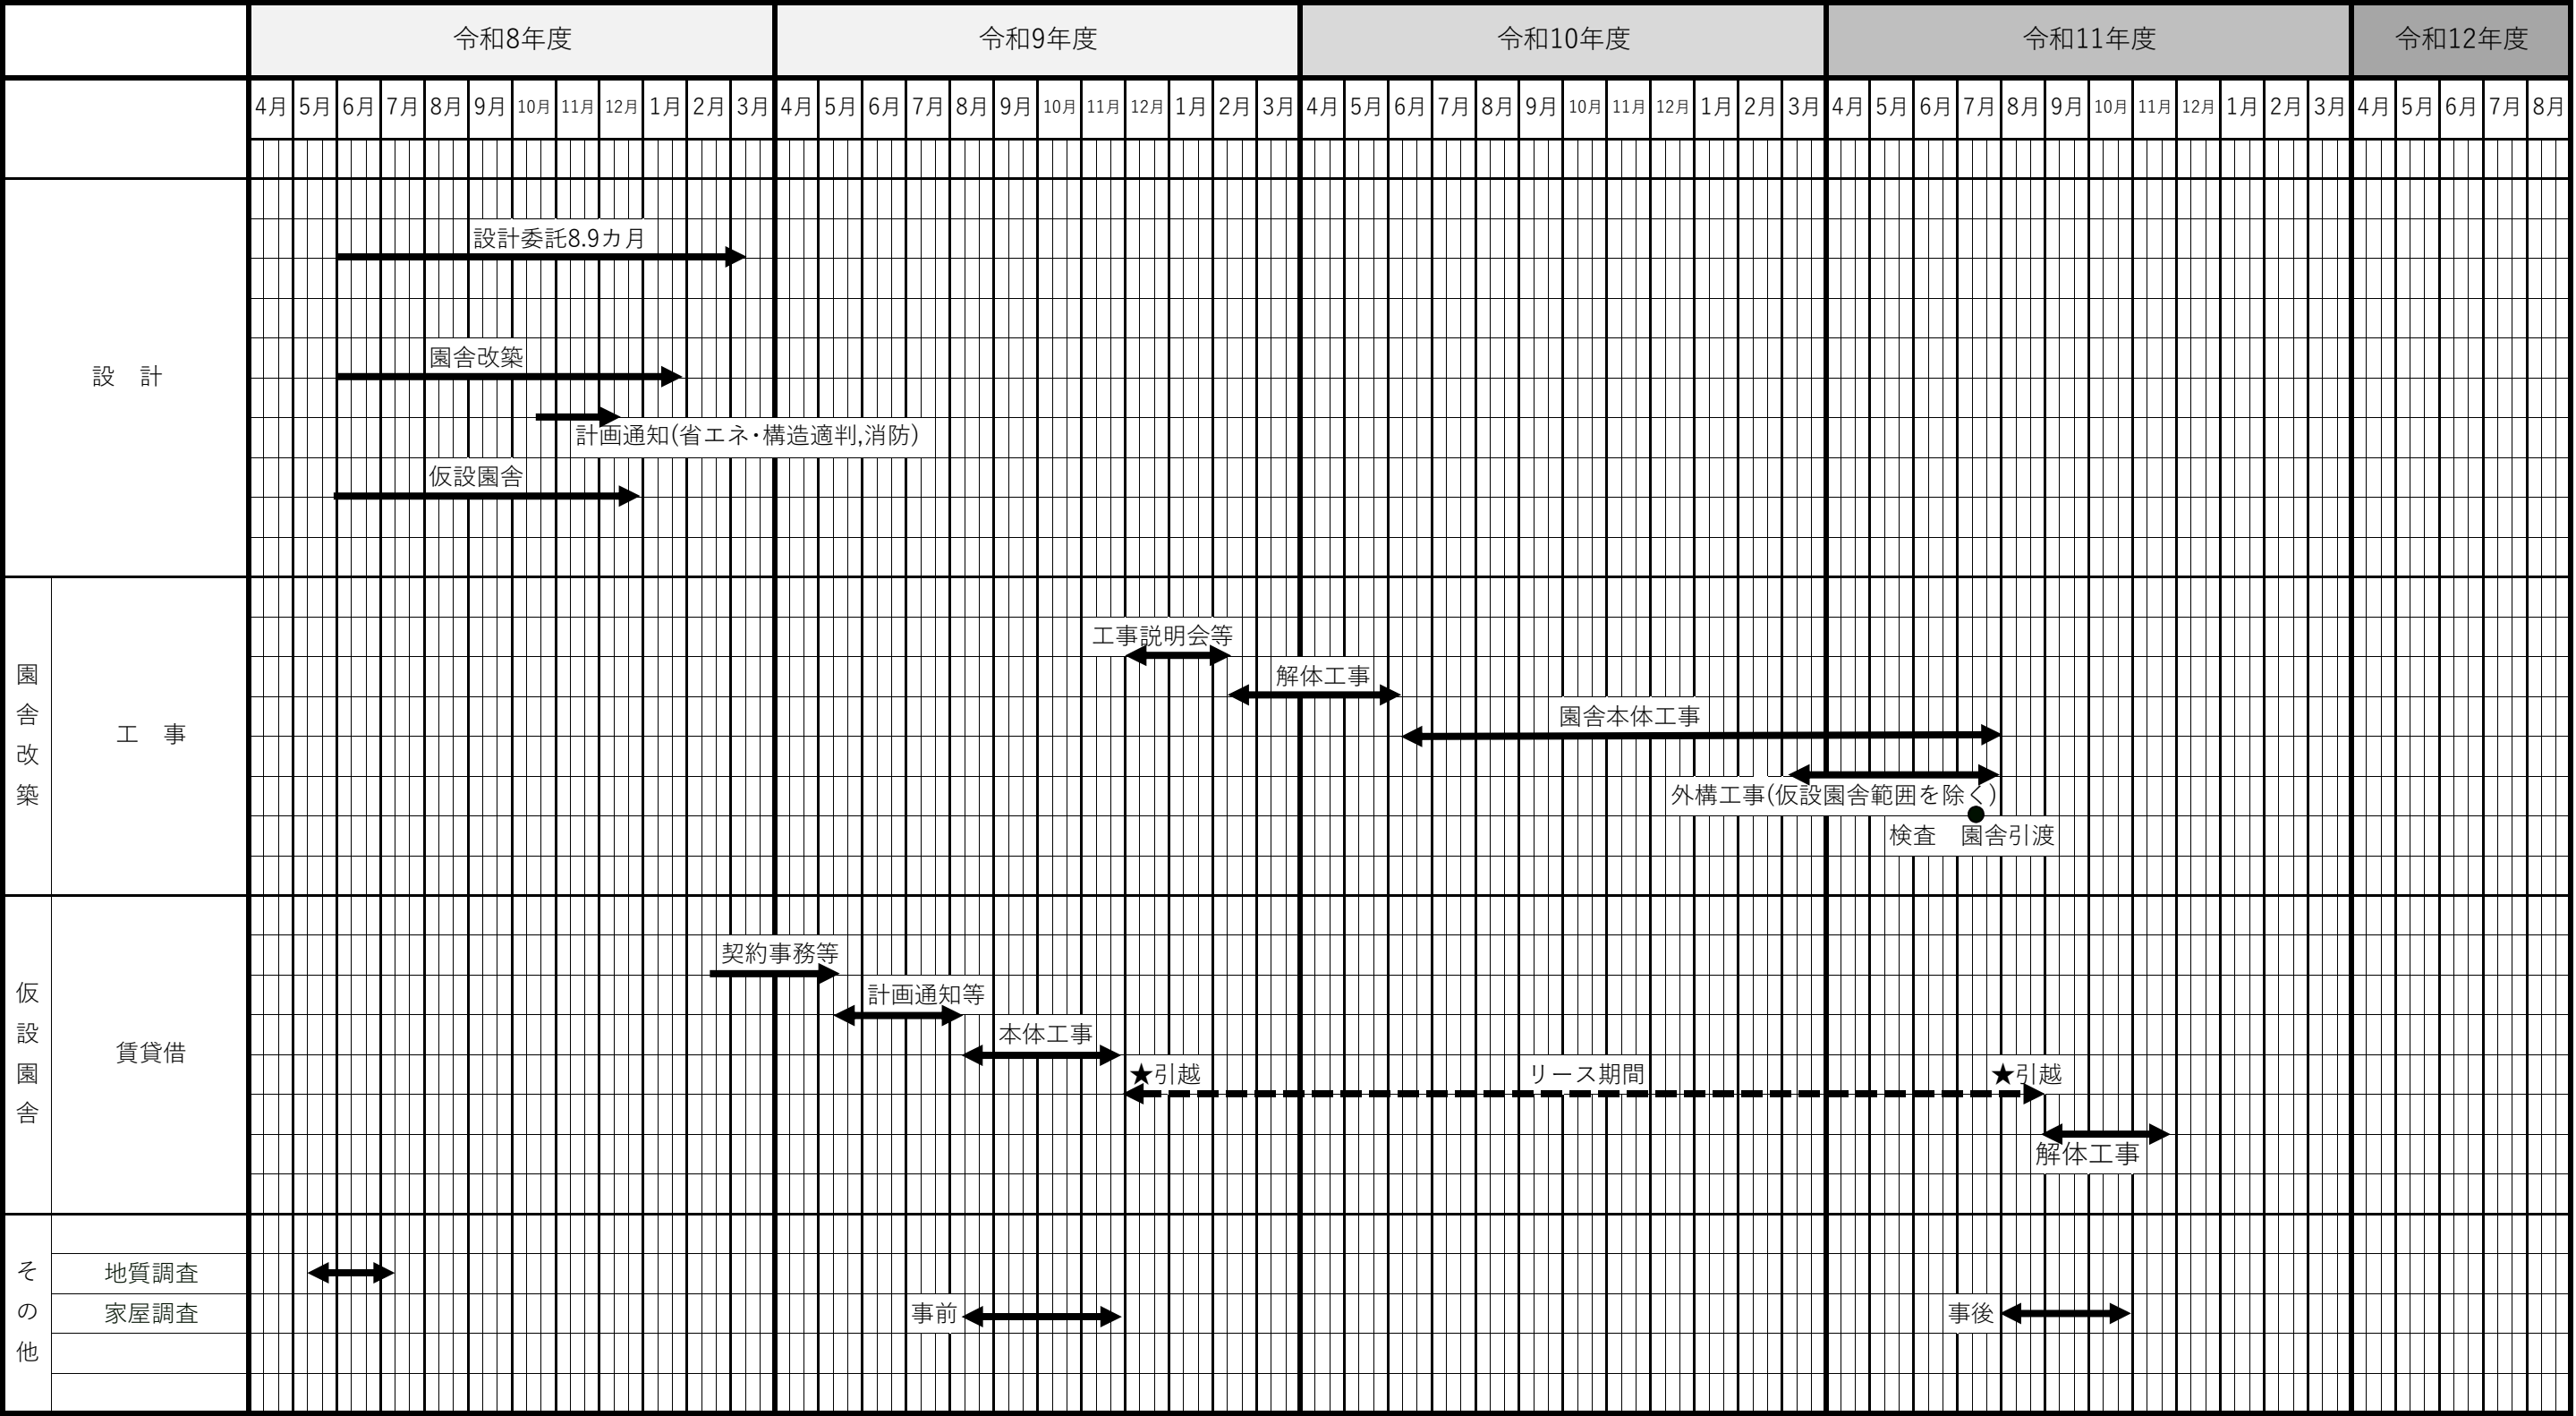 令和8年度 令和9年度 令和10年度 令和11年度 令和12年度
4月 5月 6月 7月 8月 9月 10月 11月 12月 1月 2月 3月 4月 5月 6月 7月 8月 9月 10月 11月 12月 1月 2月 3月 4月 5月 6月 7月 8月 9月 10月 11月 12月 1月 2月 3月 4月 5月 6月 7月 8月 9月 10月 11月 12月 1月 2月 3月 4月 5月 6月 7月 8月
設　計
設計委託8.9カ月
園舎改築
計画通知(省エネ・構造適判,消防)
仮設園舎
園舎改築
工　事
工事説明会等
解体工事
園舎本体工事
外構工事(仮設園舎範囲を除く)
検査　園舎引渡
仮設園舎
賃貸借
契約事務等
計画通知等
本体工事
★引越 リース期間 ★引越
解体工事
その他
地質調査
家屋調査 事前 事後